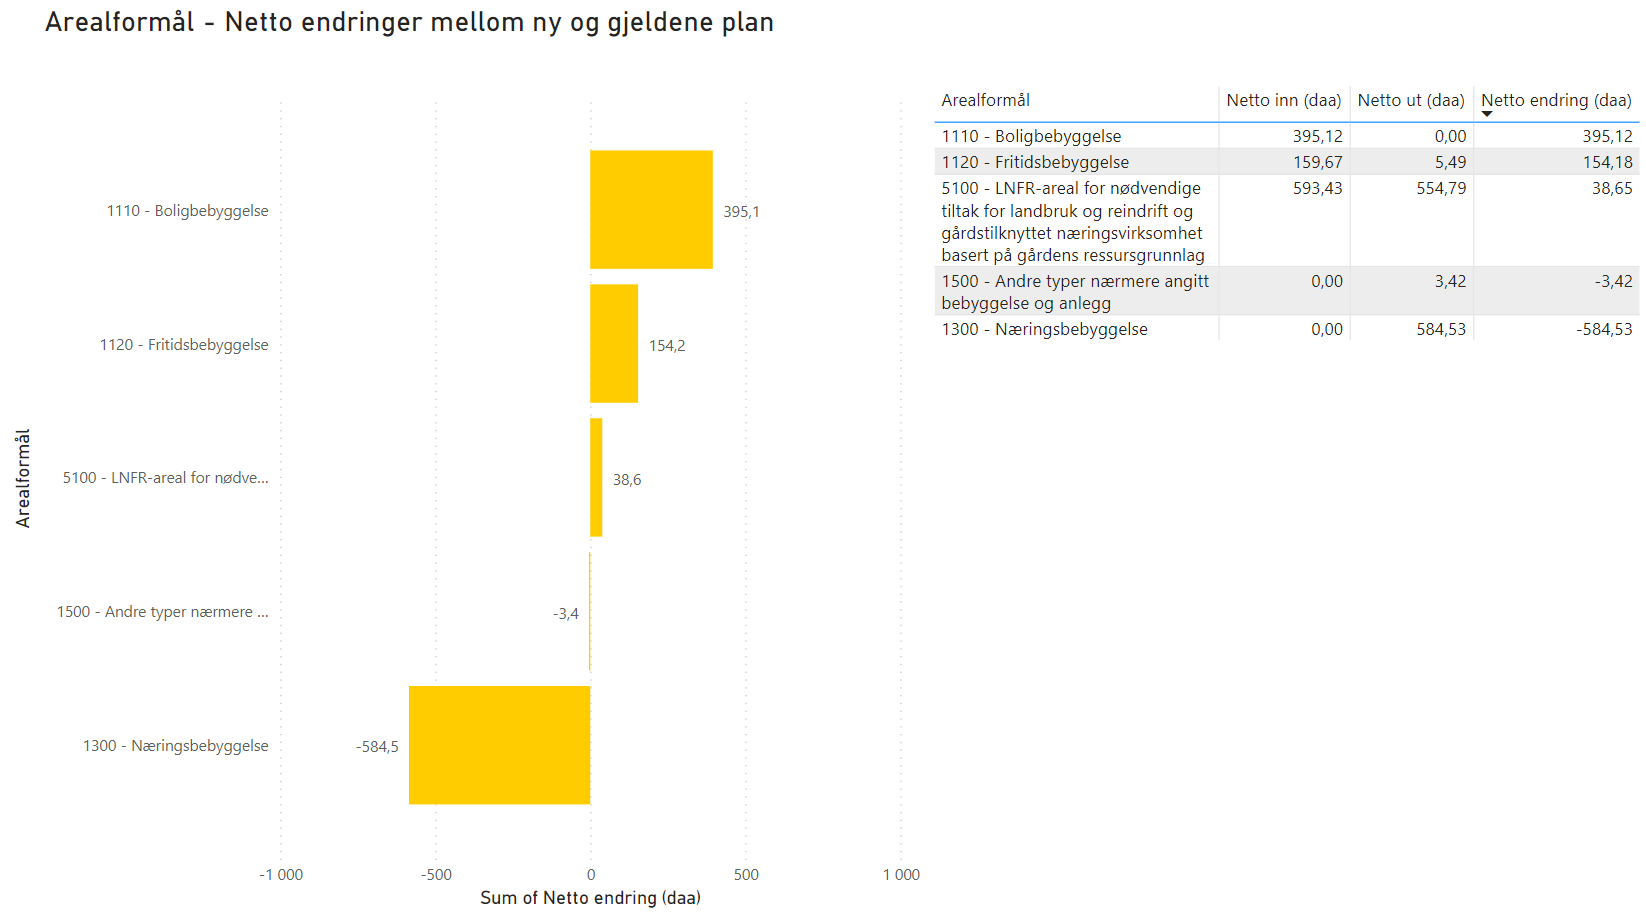 Arealformål - Netto endringer mellom ny og gjeldene plan
Arealformål
1110 - Boligbebyggelse
395,1
1120 - Fritidsbebyggelse
154,2
5100 - LNFR-areal for nødve...
38,6
1500 - Andre typer nærmere ...
-3,4
1300 - Næringsbebyggelse
-584,5
-1 000 -500 0 500 1 000
Sum of Netto endring (daa)
Arealformål Netto inn (daa) Netto ut (daa) Netto endring (daa)
1110 - Boligbebyggelse 395,12 0,00 395,12
1120 - Fritidsbebyggelse 159,67 5,49 154,18
5100 - LNFR-areal for nødvendige 593,43 554,79 38,65
tiltak for landbruk og reindrift og
gårdstilknyttet næringsvirksomhet
basert på gårdens ressursgrunnlag
1500 - Andre typer nærmere angitt 0,00 3,42 -3,42
bebyggelse og anlegg
1300 - Næringsbebyggelse 0,00 584,53 -584,53